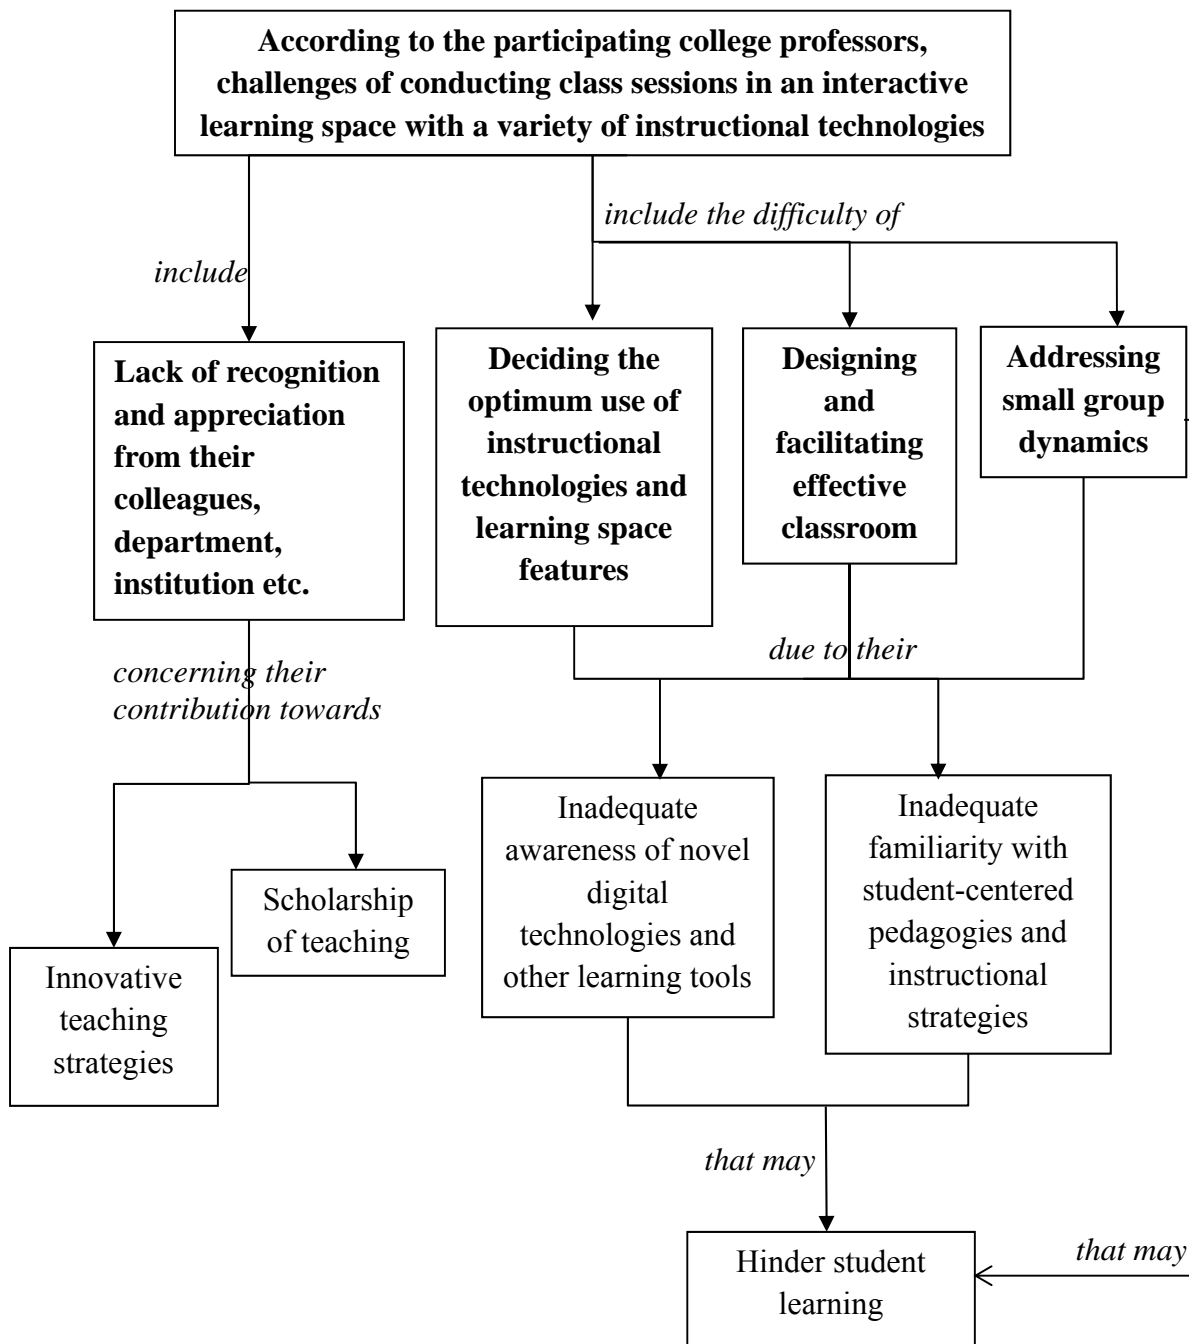 According to the participating college professors,
challenges of conducting class sessions in an interactive
learning space with a variety of instructional technologies
include the difficulty of
include
Lack of recognition
and appreciation
from their
colleagues,
department,
institution etc.
Deciding the
optimum use of
instructional
technologies and
learning space
features
Designing
and
facilitating
effective
classroom
Addressing
small group
dynamics
concerning their
contribution towards
due to their
Innovative
teaching
strategies
Scholarship
of teaching
Inadequate
awareness of novel
digital
technologies and
other learning tools
Inadequate
familiarity with
student-centered
pedagogies and
instructional
strategies
that may
that may
Hinder student
learning